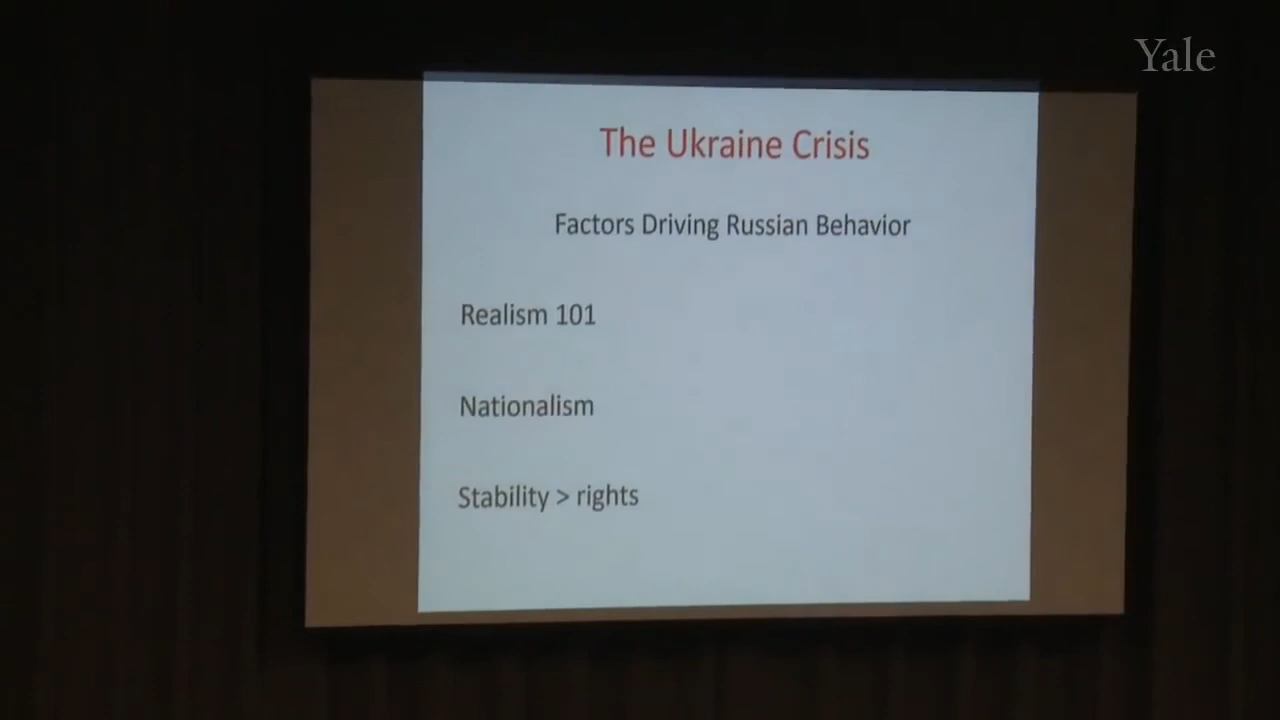 Yale
The Ukraine Crisis
Factors Driving Russian Behavior
Realism 101
Nationalism
Stability > rights